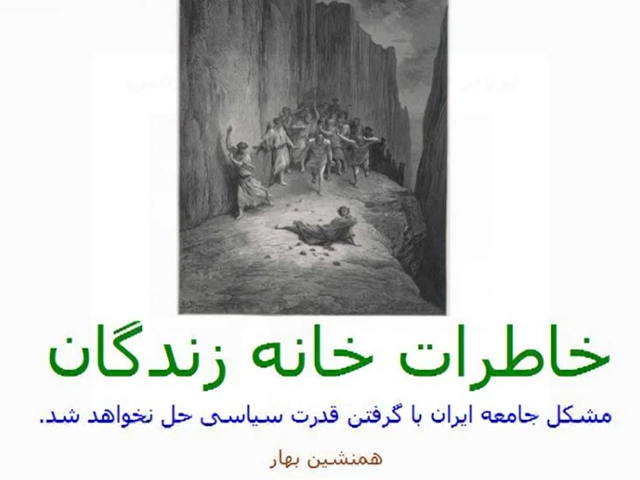 خاطرات خانه زندگان
مشکل جامعه ایران با گرفتن قدرت سیاسی حل نخواهد شد.
همنشین بهار